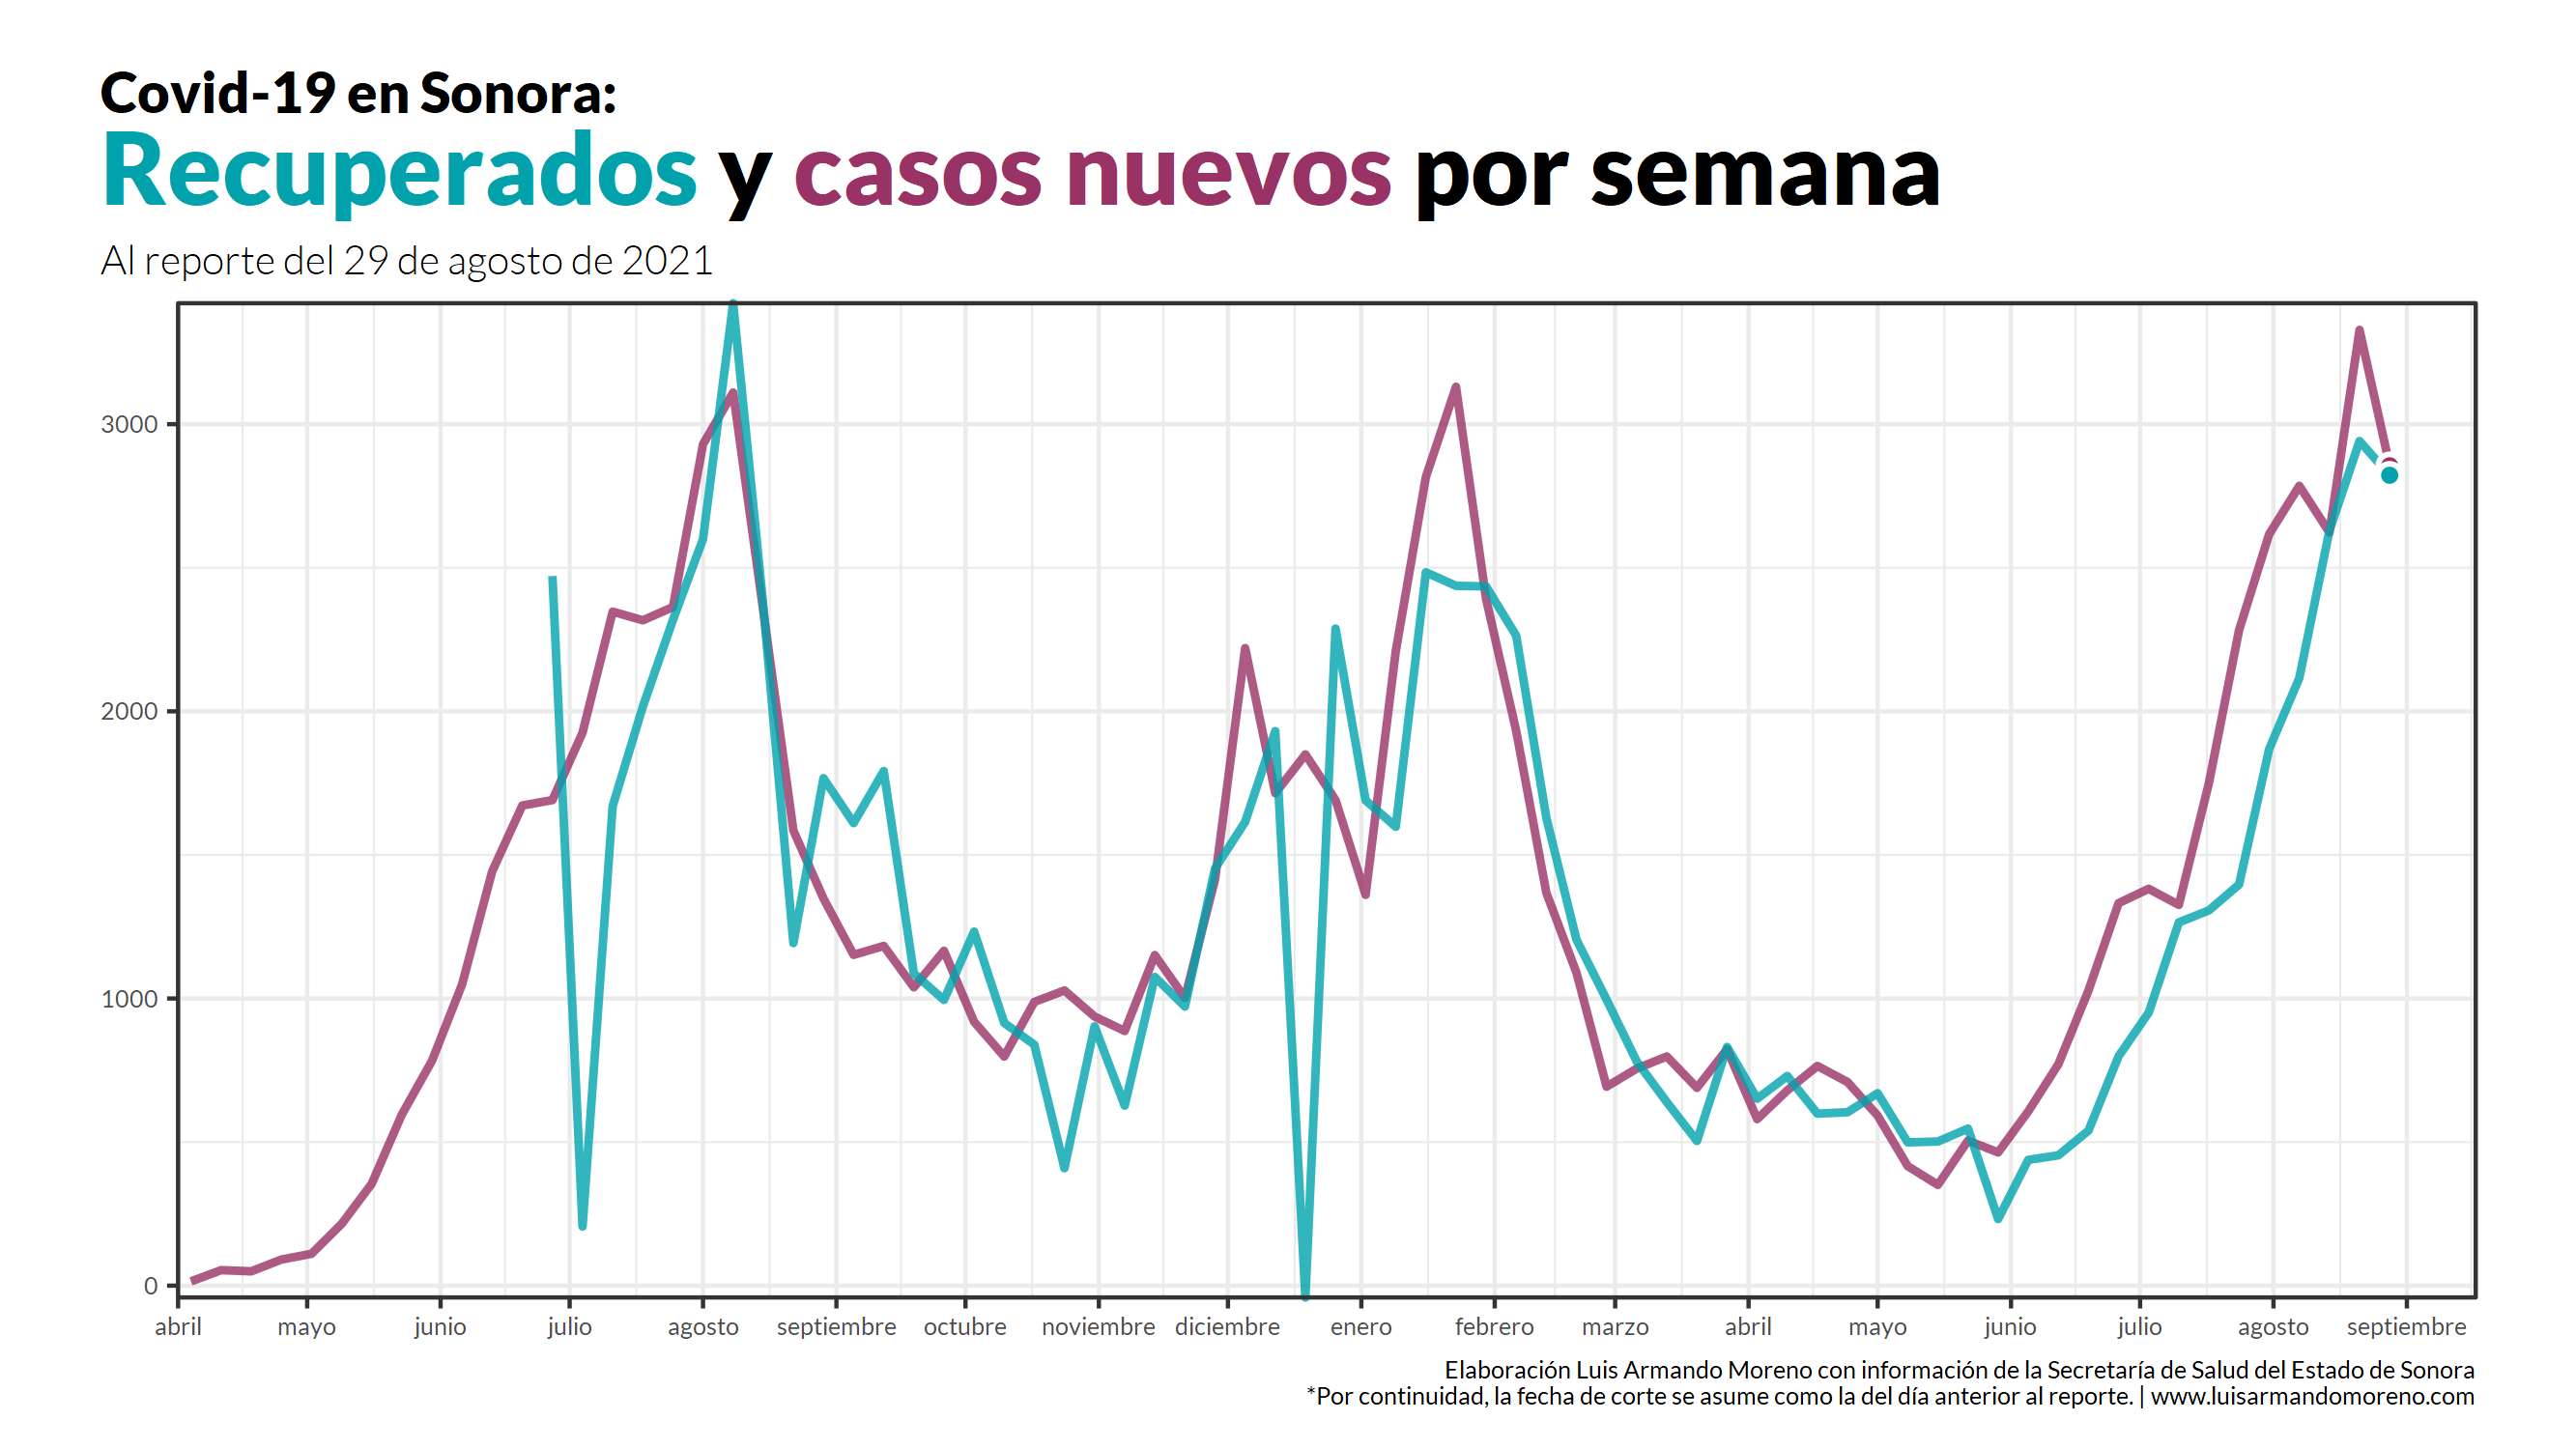 Covid-19 en Sonora:
Recuperados y casos nuevos por semana
Al reporte del 29 de agosto de 2021
3000
2000
1000
0
abril mayo junio julio agosto septiembre octubre noviembre diciembre enero febrero marzo abril mayo junio julio agosto septiembre
Elaboración Luis Armando Moreno con información de la Secretaría de Salud del Estado de Sonora
*Por continuidad, la fecha de corte se asume como la del día anterior al reporte. | www.luisarmandomoreno.com